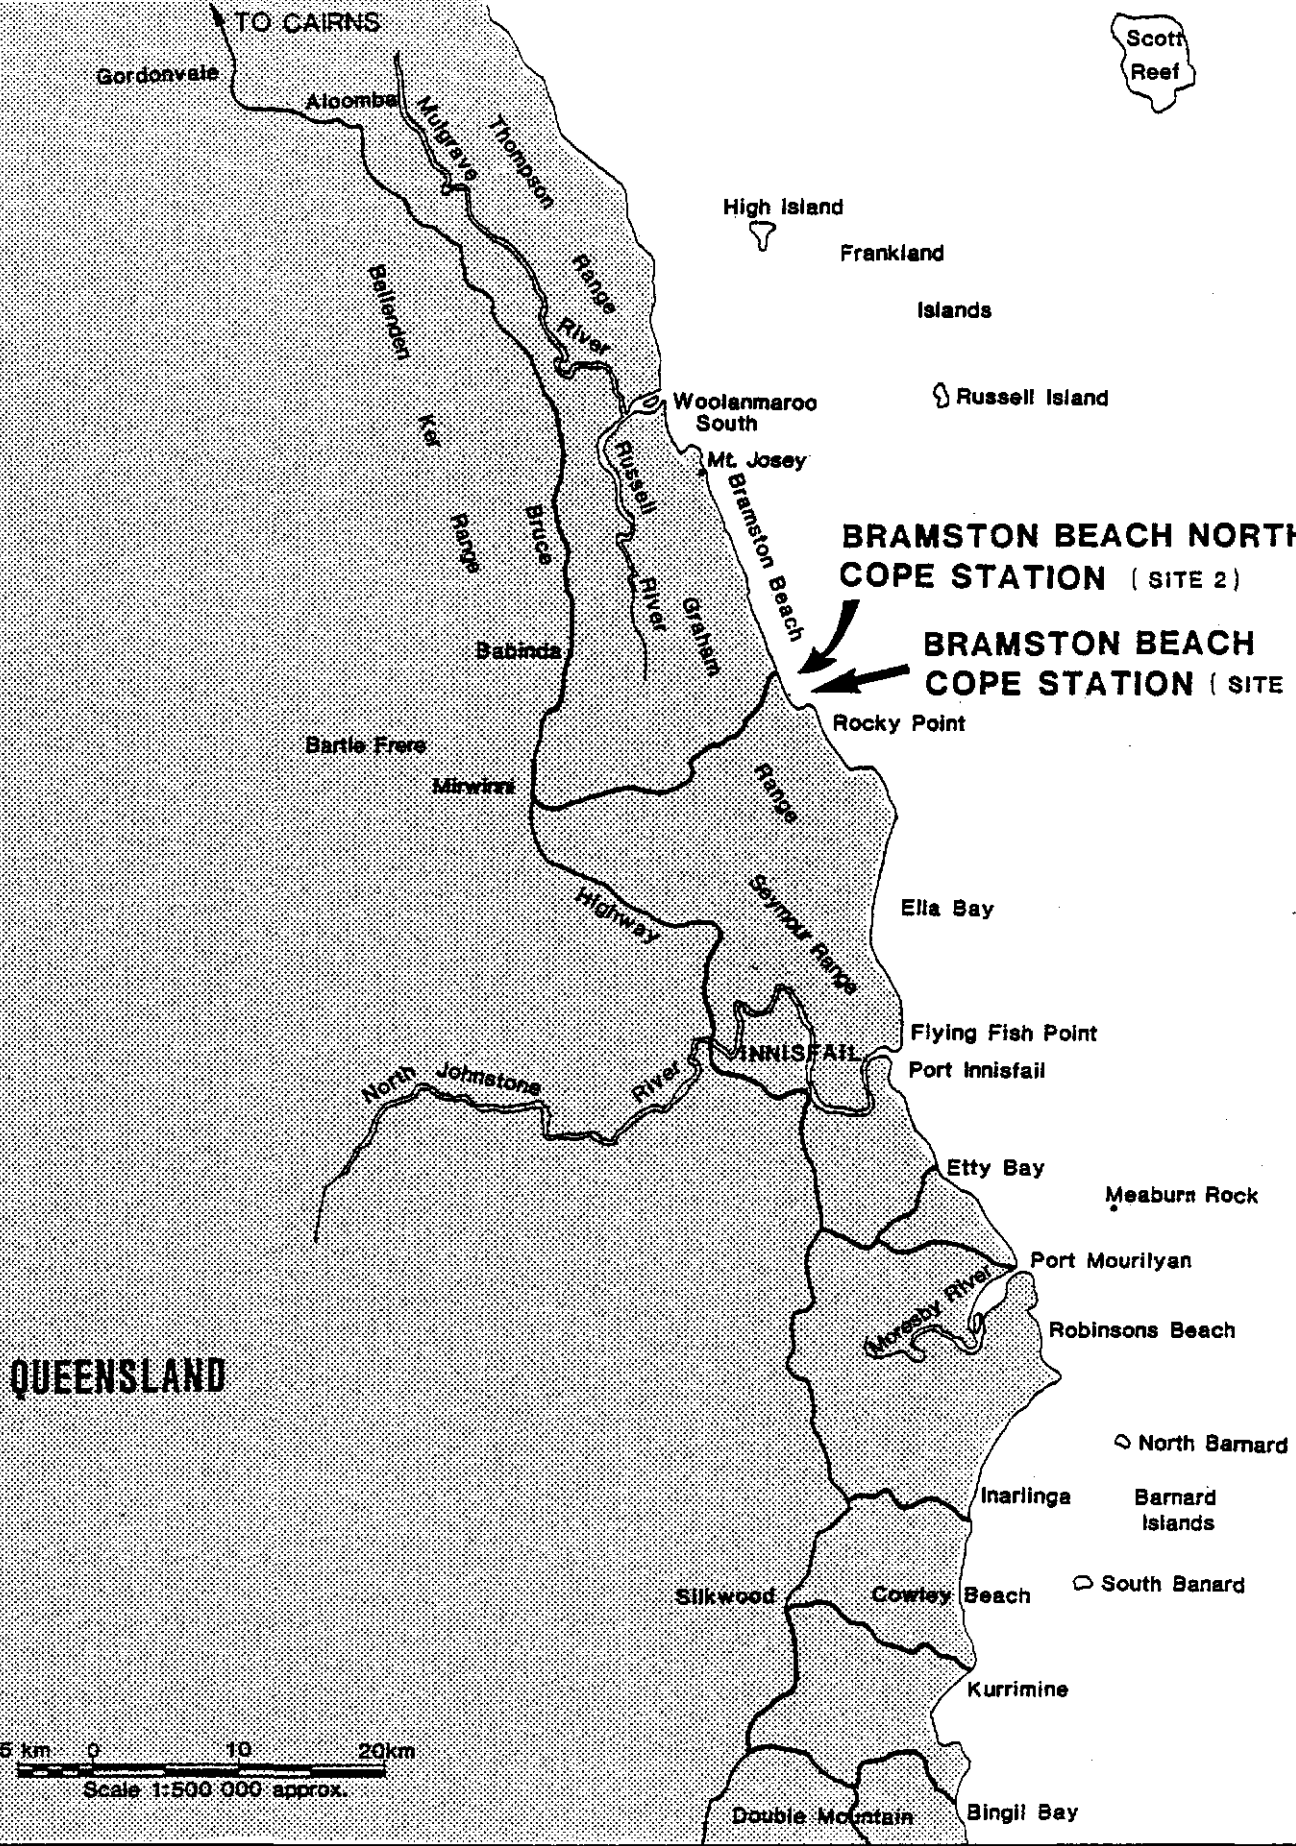 TO CAIRNS
Scott
Reef
Gordonvale
Aloomba
Mulgrave
Thompson
High Island
Frankland
Range
Ballenden
Islands
River
Russell Island
Woolanmaroo
South
Ker
Mt. Josey
Russell
Bramston Beach
Range
Bruce
BRAMSTON BEACH NORTH
COPE STATION ( SITE 2)
River
Graham
BRAMSTON BEACH
COPE STATION ( SITE
Babinda
Rocky Point
Bartle Frere
Mirwinni
Range
Highway
Seymour Range
Ella Bay
Flying Fish Point
INNISFAIL
Port Innisfail
North Johnstone River
Etty Bay
Meaburn Rock
Port Mourilyan
Moresby River
Robinsons Beach
QUEENSLAND
North Barnard
Inarlinga
Barnard
Islands
South Banard
Silkwood
Cowley Beach
Kurrimine
5 km 0 10 20km
Scale 1:500 000 approx.
Double Mountain
Bingil Bay